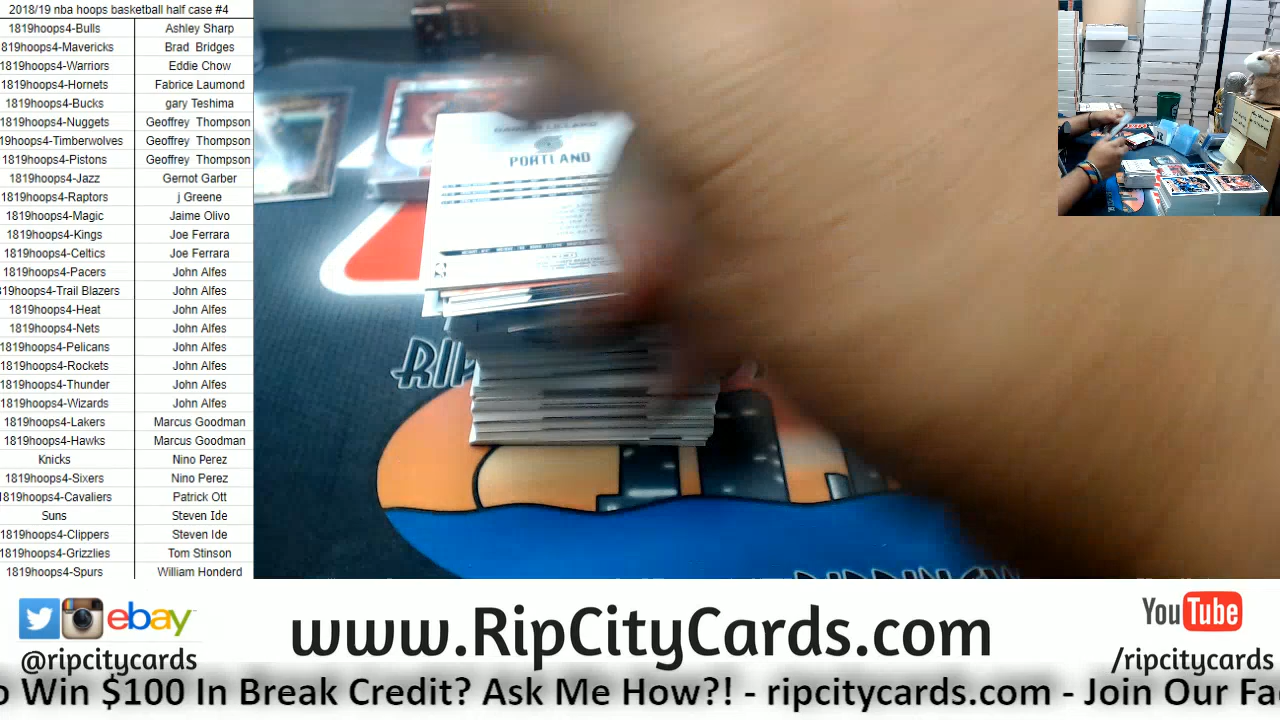 2018/19 nba hoops basketball half case #4
1819hoops4-Bulls Ashley Sharp
819hoops4-Mavericks Brad Bridges
1819hoops4-Warriors Eddie Chow
1819hoops4-Hornets Fabrice Laumond
1819hoops4-Bucks gary Teshima
1819hoops4-Nuggets Geoffrey Thompson
19hoops4-Timberwolves Geoffrey Thompson
1819hoops4-Pistons Geoffrey Thompson
1819hoops4-Jazz Gernot Garber
1819hoops4-Raptors j Greene
1819hoops4-Magic Jaime Olivo
1819hoops4-Kings Joe Ferrara
1819hoops4-Celtics Joe Ferrara
1819hoops4-Pacers John Alfes
19hoops4-Trail Blazers John Alfes
1819hoops4-Heat John Alfes
1819hoops4-Nets John Alfes
1819hoops4-Pelicans John Alfes
1819hoops4-Rockets John Alfes
1819hoops4-Thunder John Alfes
1819hoops4-Wizards John Alfes
1819hoops4-Lakers Marcus Goodman
1819hoops4-Hawks Marcus Goodman
Knicks Nino Perez
1819hoops4-Sixers Nino Perez
1819hoops4-Cavaliers Patrick Ott
Suns Steven Ide
1819hoops4-Clippers Steven Ide
1819hoops4-Grizzlies Tom Stinson
1819hoops4-Spurs William Honderd
PORTLAND
RIP
ebay
@ripcitycards
www.RipCityCards.com
YouTube
/ripcitycards
o Win $100 In Break Credit? Ask Me How?! - ripcitycards.com - Join Our Fa